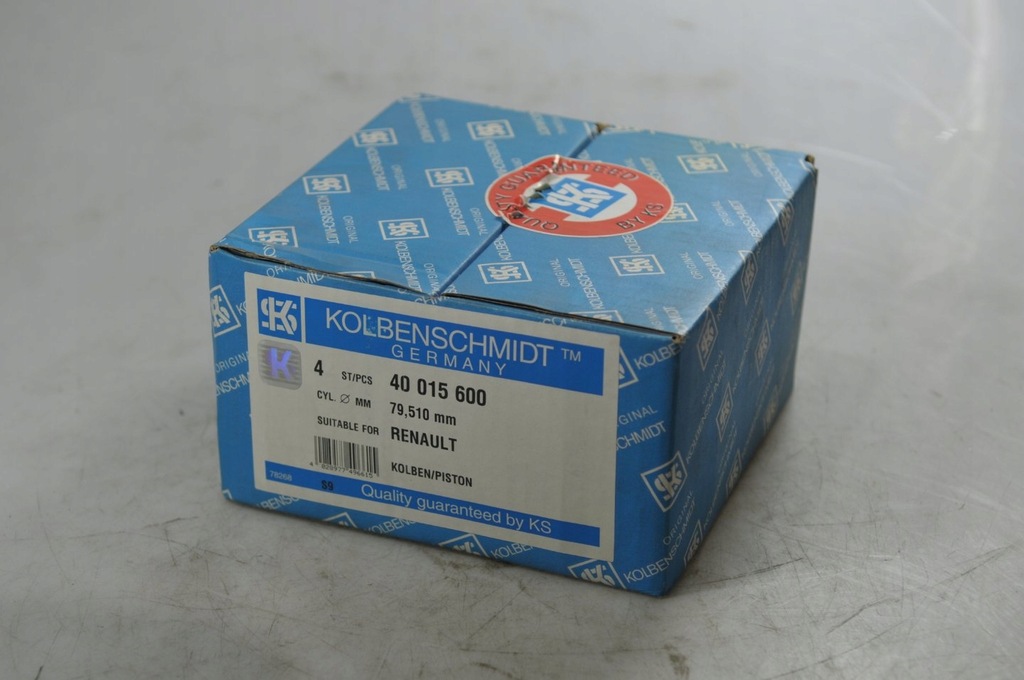 QUALITY GUARANTEED
KS
BY KS
KS KOLBENSCHMIDT™
GERMANY
K
4 ST/PCS 40 015 600
CYL. Ø MM 79,510 mm
SUITABLE FOR RENAULT
KOLBEN/PISTON
78268
Quality guaranteed by KS
ORIGINAL
KOLBENSCHMIDT